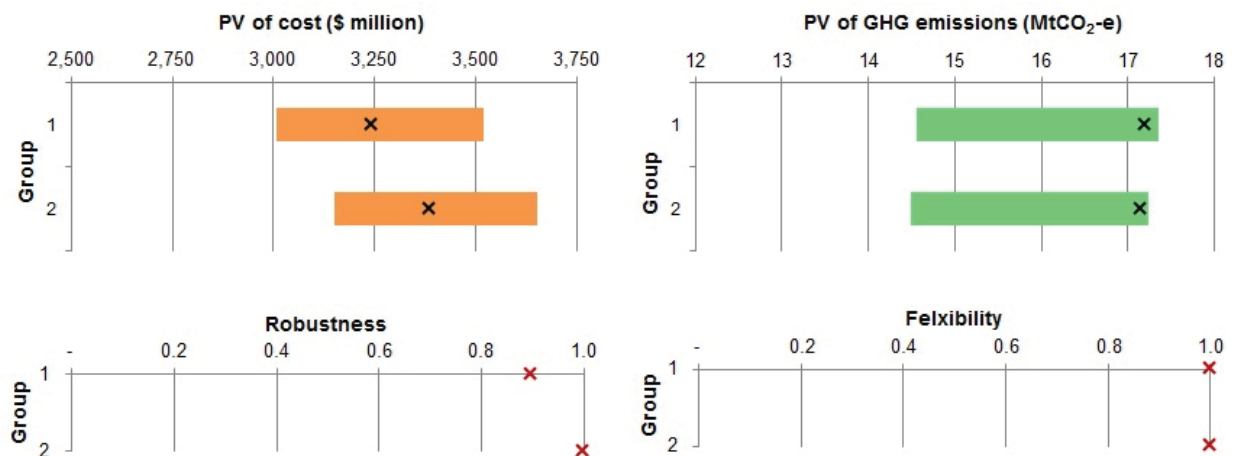 PV of cost ($ million)
2,500 2,750 3,000 3,250 3,500 3,750
Group
1
2
PV of GHG emissions (MtCO₂-e)
12 13 14 15 16 17 18
Group
1
2
Robustness
- 0.2 0.4 0.6 0.8 1.0
Group
1
2
Felxibility
- 0.2 0.4 0.6 0.8 1.0
Group
1
2